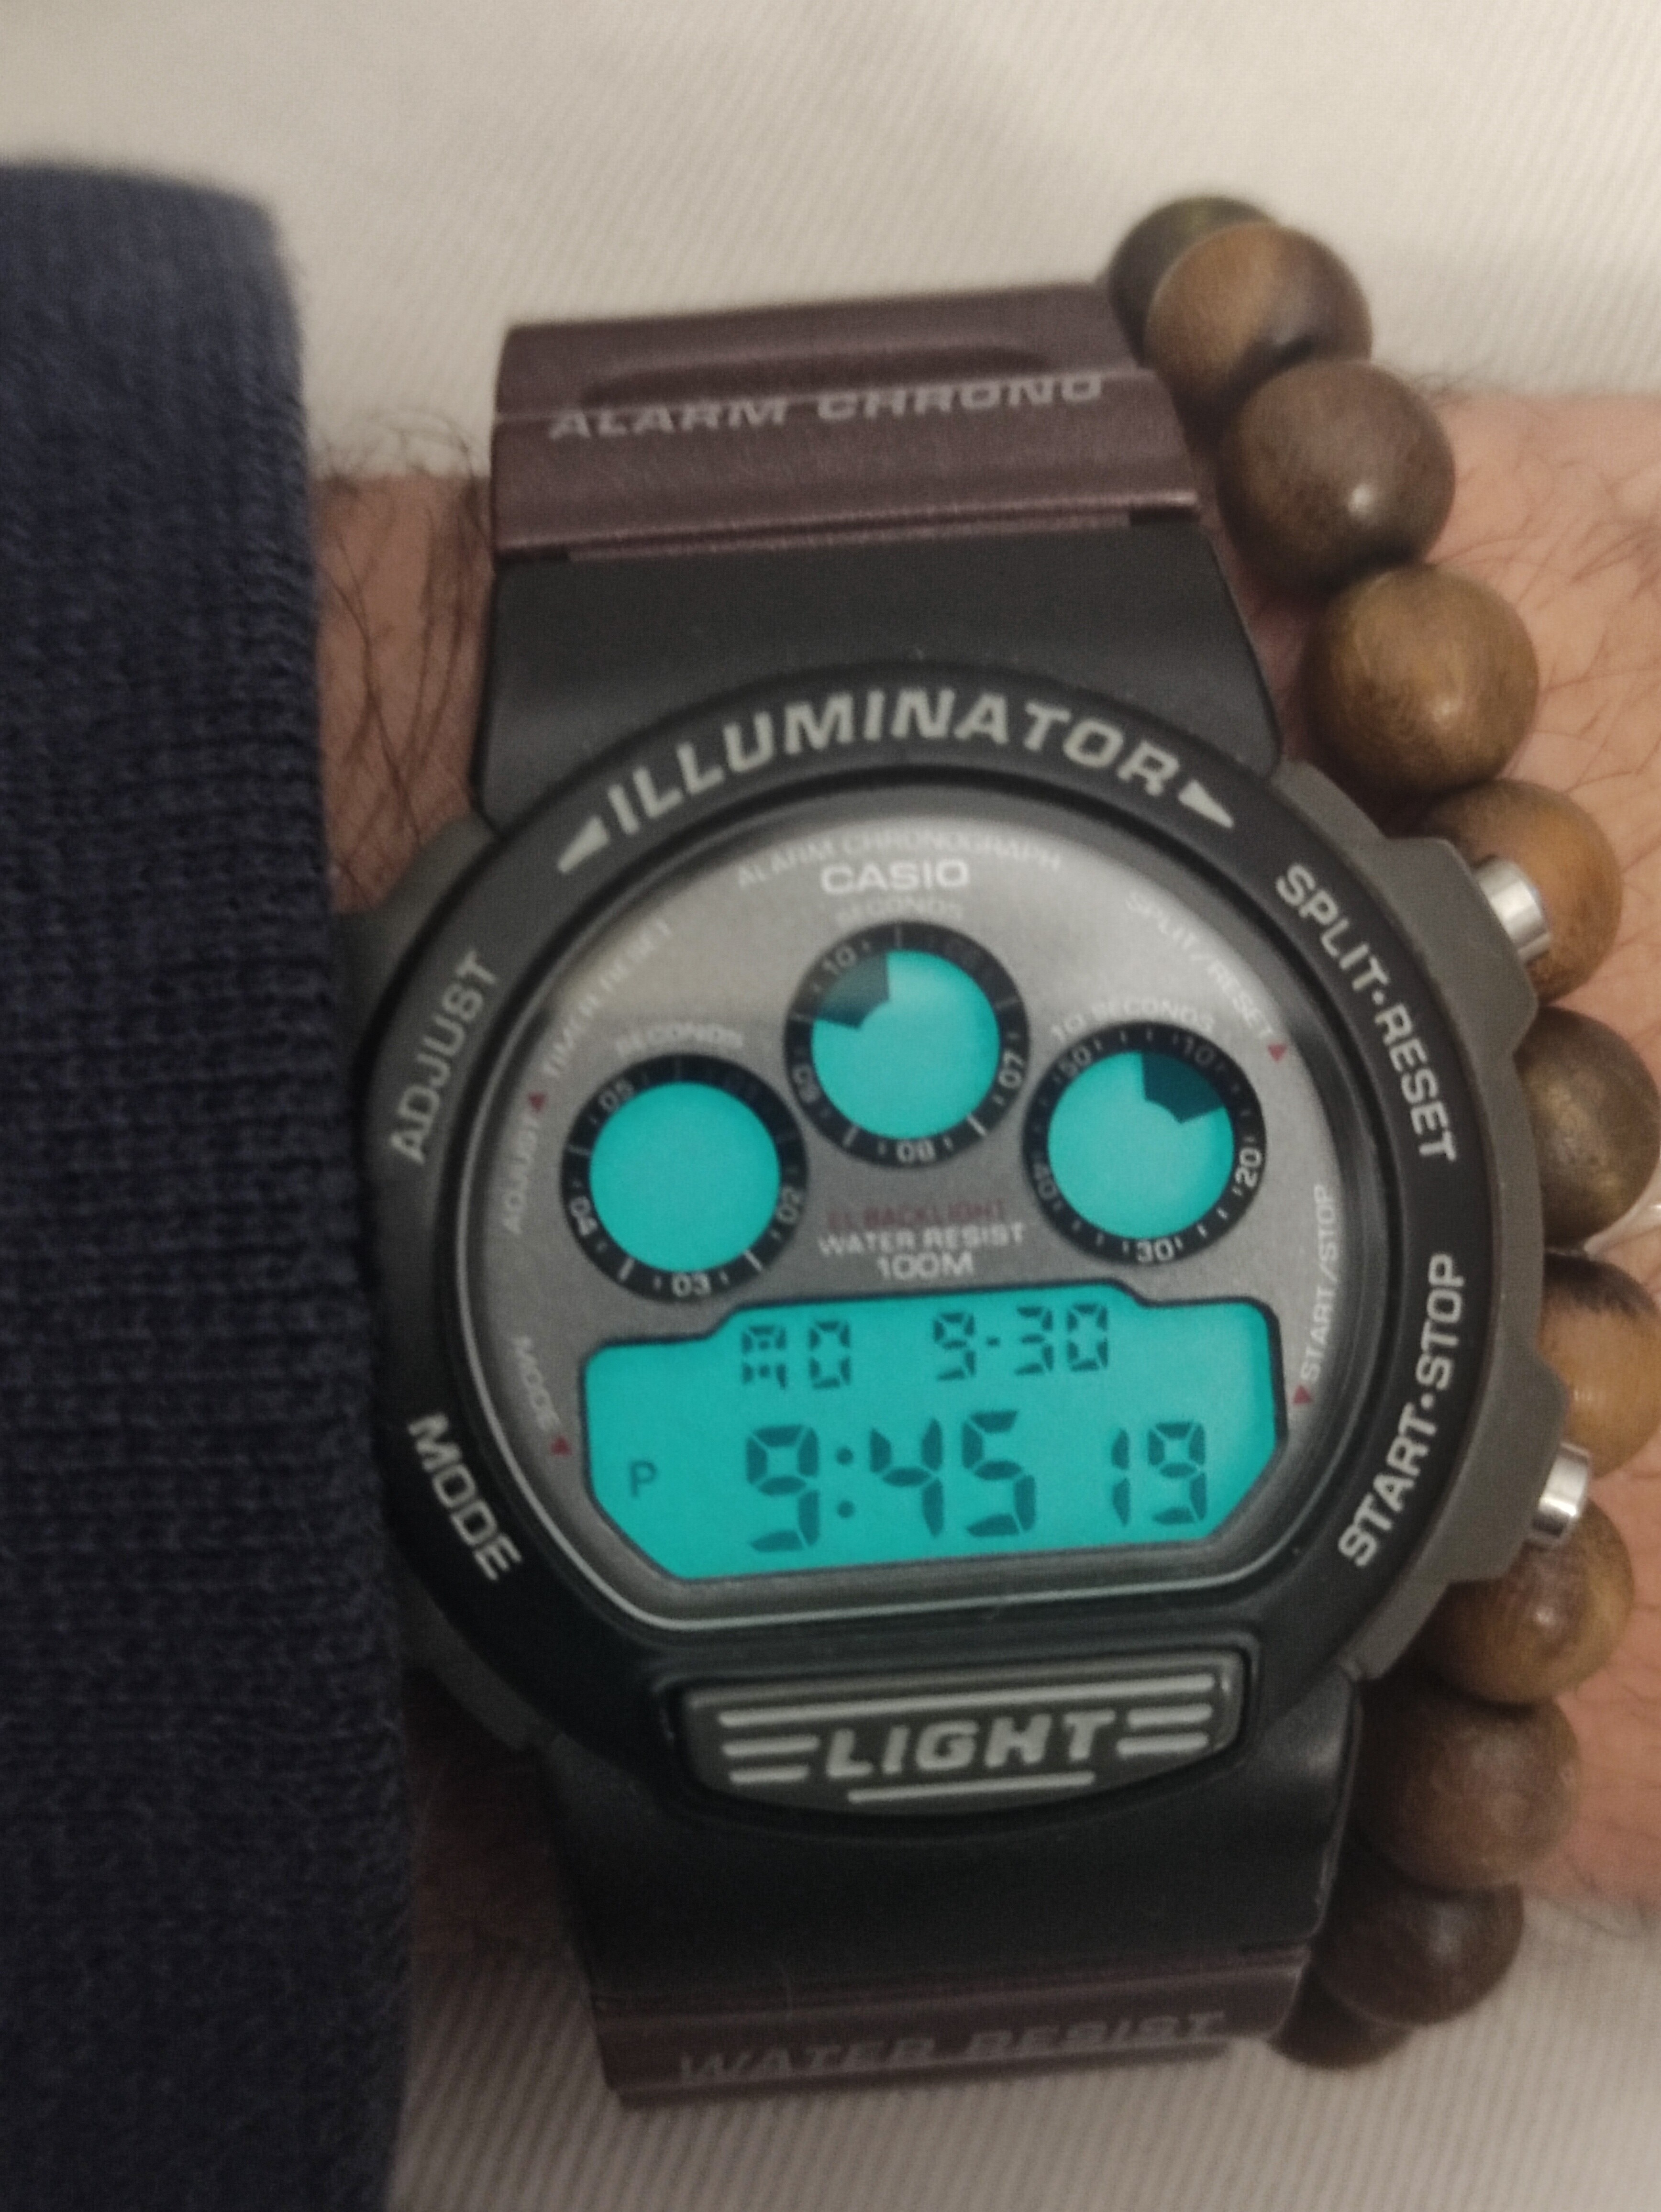 ALARM CHRONO
◄ILLUMINATOR►
ALARM CHRONOGRAPH
CASIO
SECONDS
10
09
08
07
ADJUST
SPLIT·RESET
SPLIT/RESET
ADJUST
SECONDS
05
04
03
02
10 SECONDS
50
10
40
20
30
EL BACKLIGHT
WATER RESIST
100M
MODE
START/STOP
MO 9-30
P 9:45 19
MODE
START·STOP
LIGHT
WATER RESIST